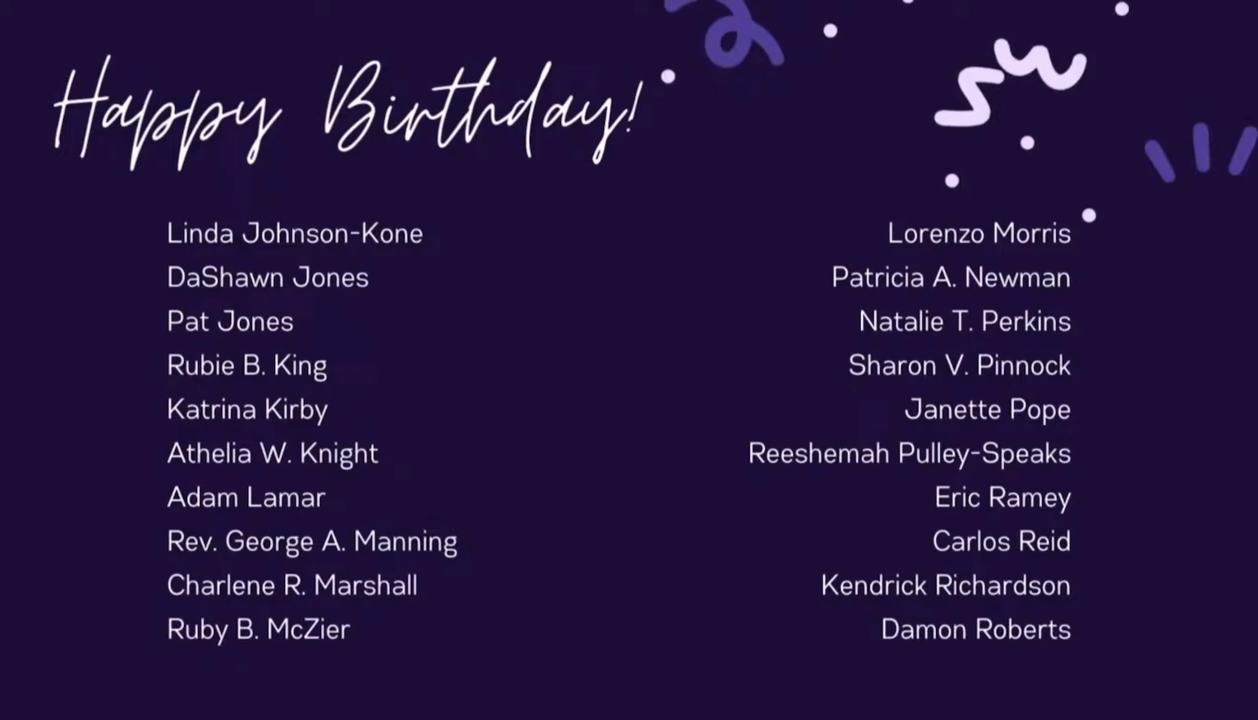 Happy Birthday!
Linda Johnson-Kone
DaShawn Jones
Pat Jones
Rubie B. King
Katrina Kirby
Athelia W. Knight
Adam Lamar
Rev. George A. Manning
Charlene R. Marshall
Ruby B. McZier
Lorenzo Morris
Patricia A. Newman
Natalie T. Perkins
Sharon V. Pinnock
Janette Pope
Reeshemah Pulley-Speaks
Eric Ramey
Carlos Reid
Kendrick Richardson
Damon Roberts